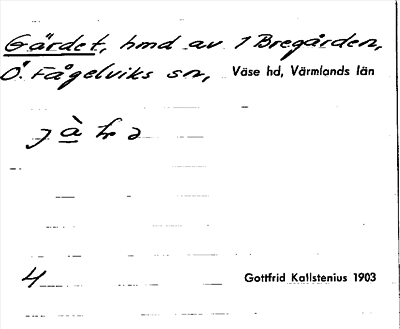 Gärdet, hmd av 1 Bregården,
Ö. Fågelviks sn, Väse hd, Värmlands län
4
Gottfrid Kallstenius 1903